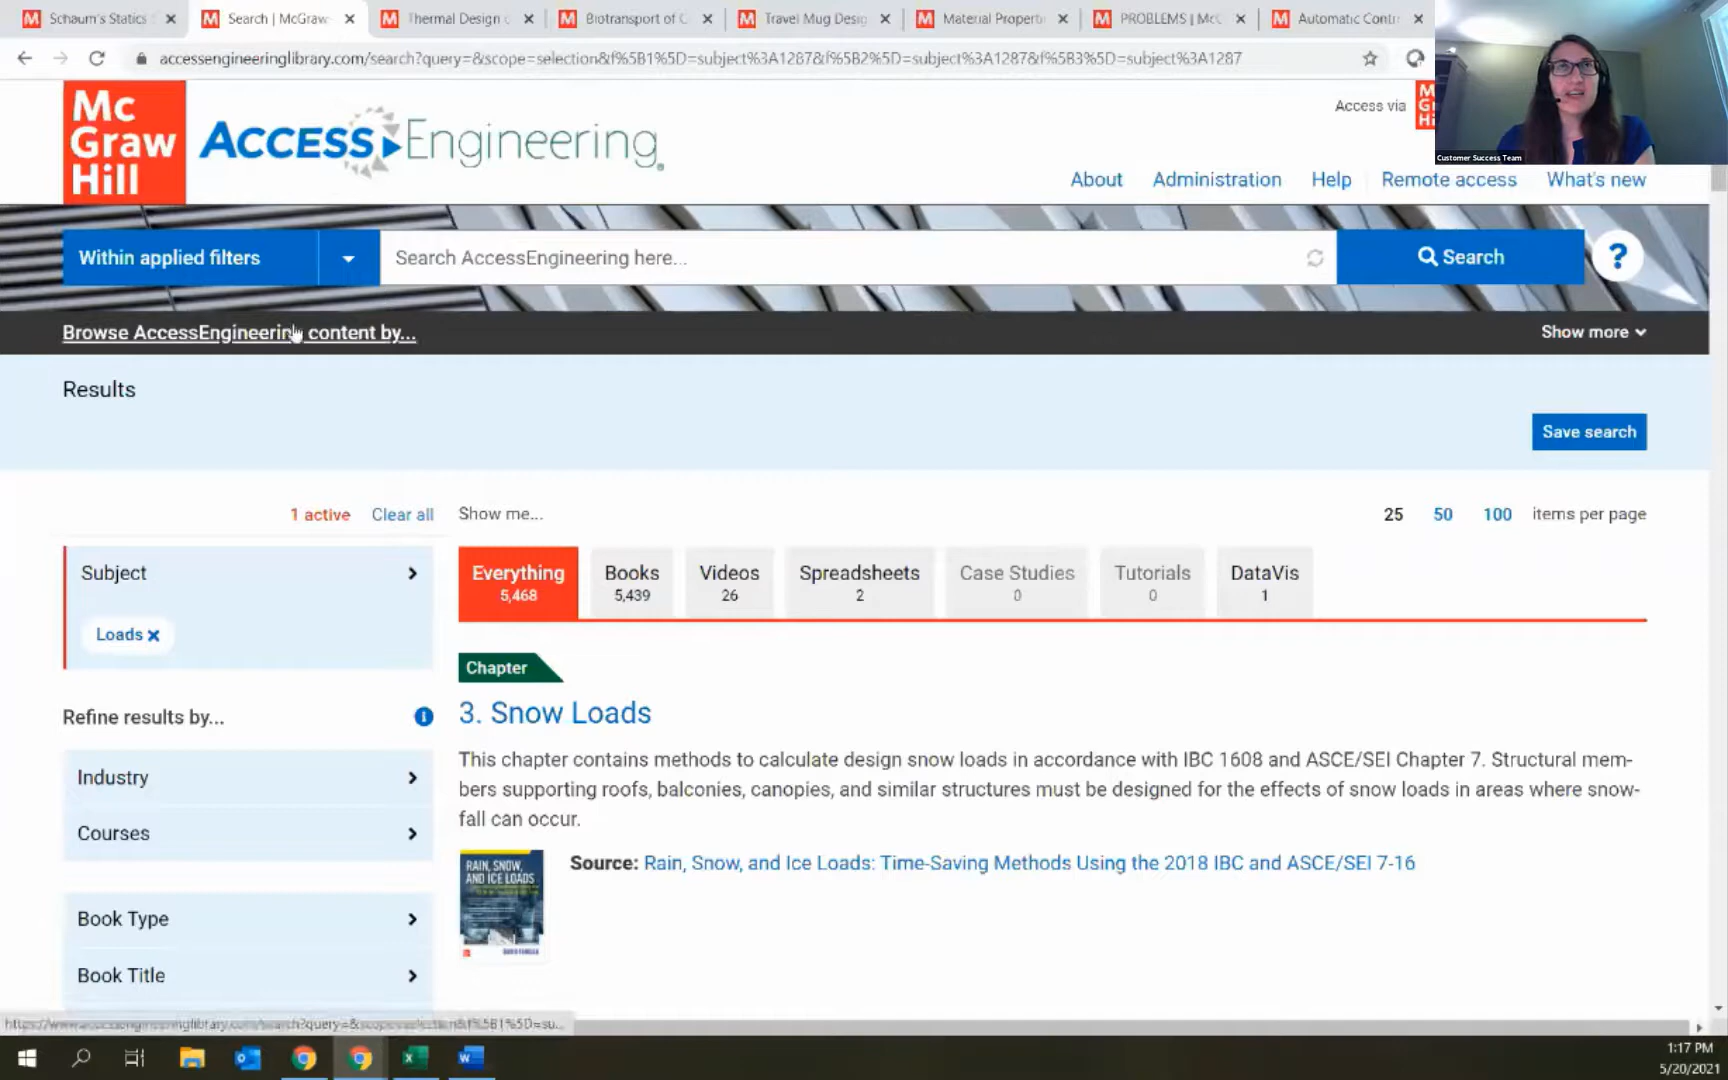 Schaum's Statics
Search | McGraw-
Thermal Design
Biotransport of
Travel Mug Desig
Material Properti
PROBLEMS | McG
Automatic Contr
accessengineeringlibrary.com/search?query=&scope=selection&f%5B1%5D=subject%3A1287&f%5B2%5D=subject%3A1287&f%5B3%5D=subject%3A1287
Mc
Graw
Hill
ACCESS Engineering
Access via
Customer Success Team
About
Administration
Help
Remote access
What's new
Within applied filters
Search AccessEngineering here...
Search
?
Browse AccessEngineering content by...
Show more
Results
Save search
1 active
Clear all
Show me...
25 50 100 items per page
Subject
Loads
Everything
5,468
Books
5,439
Videos
26
Spreadsheets
2
Case Studies
0
Tutorials
0
DataVis
1
Chapter
3. Snow Loads
Refine results by...
Industry
Courses
Book Type
Book Title
This chapter contains methods to calculate design snow loads in accordance with IBC 1608 and ASCE/SEI Chapter 7. Structural mem-
bers supporting roofs, balconies, canopies, and similar structures must be designed for the effects of snow loads in areas where snow-
fall can occur.
RAIN, SNOW,
AND ICE LOADS
Source: Rain, Snow, and Ice Loads: Time-Saving Methods Using the 2018 IBC and ASCE/SEI 7-16
1:17 PM
5/20/2021